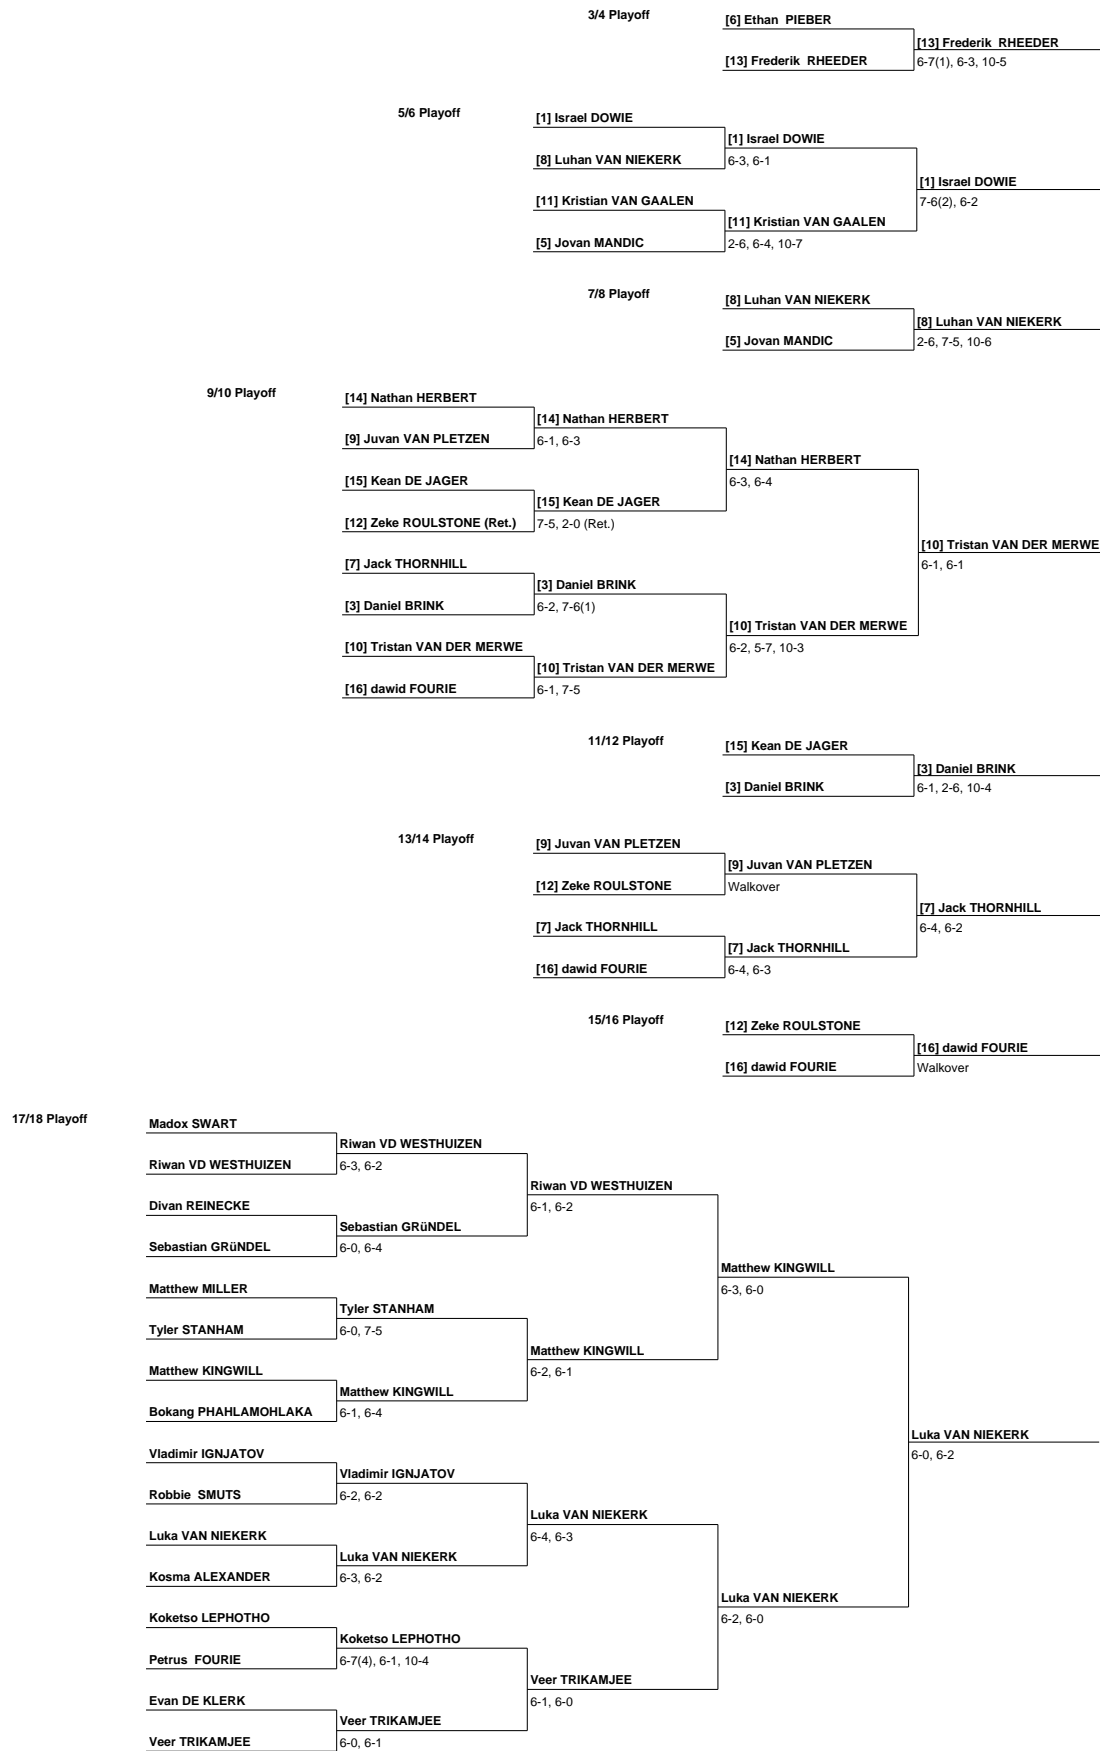 3/4 Playoff
[6] Ethan  PIEBER
[13] Frederik  RHEEDER
[13] Frederik  RHEEDER
6-7(1), 6-3, 10-5
5/6 Playoff
[1] Israel DOWIE
[1] Israel DOWIE
[8] Luhan VAN NIEKERK
6-3, 6-1
[1] Israel DOWIE
7-6(2), 6-2
[11] Kristian VAN GAALEN
[11] Kristian VAN GAALEN
[5] Jovan MANDIC
2-6, 6-4, 10-7
7/8 Playoff
[8] Luhan VAN NIEKERK
[8] Luhan VAN NIEKERK
[5] Jovan MANDIC
2-6, 7-5, 10-6
9/10 Playoff
[14] Nathan HERBERT
[14] Nathan HERBERT
[9] Juvan VAN PLETZEN
6-1, 6-3
[14] Nathan HERBERT
6-3, 6-4
[15] Kean DE JAGER
[15] Kean DE JAGER
[12] Zeke ROULSTONE (Ret.)
7-5, 2-0 (Ret.)
[10] Tristan VAN DER MERWE
6-1, 6-1
[7] Jack THORNHILL
[3] Daniel BRINK
[3] Daniel BRINK
6-2, 7-6(1)
[10] Tristan VAN DER MERWE
6-2, 5-7, 10-3
[10] Tristan VAN DER MERWE
[10] Tristan VAN DER MERWE
[16] dawid FOURIE
6-1, 7-5
11/12 Playoff
[15] Kean DE JAGER
[3] Daniel BRINK
[3] Daniel BRINK
6-1, 2-6, 10-4
13/14 Playoff
[9] Juvan VAN PLETZEN
[9] Juvan VAN PLETZEN
[12] Zeke ROULSTONE
Walkover
[7] Jack THORNHILL
6-4, 6-2
[7] Jack THORNHILL
[7] Jack THORNHILL
[16] dawid FOURIE
6-4, 6-3
15/16 Playoff
[12] Zeke ROULSTONE
[16] dawid FOURIE
[16] dawid FOURIE
Walkover
17/18 Playoff
Madox SWART
Riwan VD WESTHUIZEN
Riwan VD WESTHUIZEN
6-3, 6-2
Riwan VD WESTHUIZEN
6-1, 6-2
Divan REINECKE
Sebastian GRüNDEL
Sebastian GRüNDEL
6-0, 6-4
Matthew KINGWILL
6-3, 6-0
Matthew MILLER
Tyler STANHAM
Tyler STANHAM
6-0, 7-5
Matthew KINGWILL
6-2, 6-1
Matthew KINGWILL
Matthew KINGWILL
Bokang PHAHLAMOHLAKA
6-1, 6-4
Luka VAN NIEKERK
6-0, 6-2
Vladimir IGNJATOV
Vladimir IGNJATOV
Robbie  SMUTS
6-2, 6-2
Luka VAN NIEKERK
6-4, 6-3
Luka VAN NIEKERK
Luka VAN NIEKERK
Kosma ALEXANDER
6-3, 6-2
Luka VAN NIEKERK
6-2, 6-0
Koketso LEPHOTHO
Koketso LEPHOTHO
Petrus  FOURIE
6-7(4), 6-1, 10-4
Veer TRIKAMJEE
6-1, 6-0
Evan DE KLERK
Veer TRIKAMJEE
Veer TRIKAMJEE
6-0, 6-1